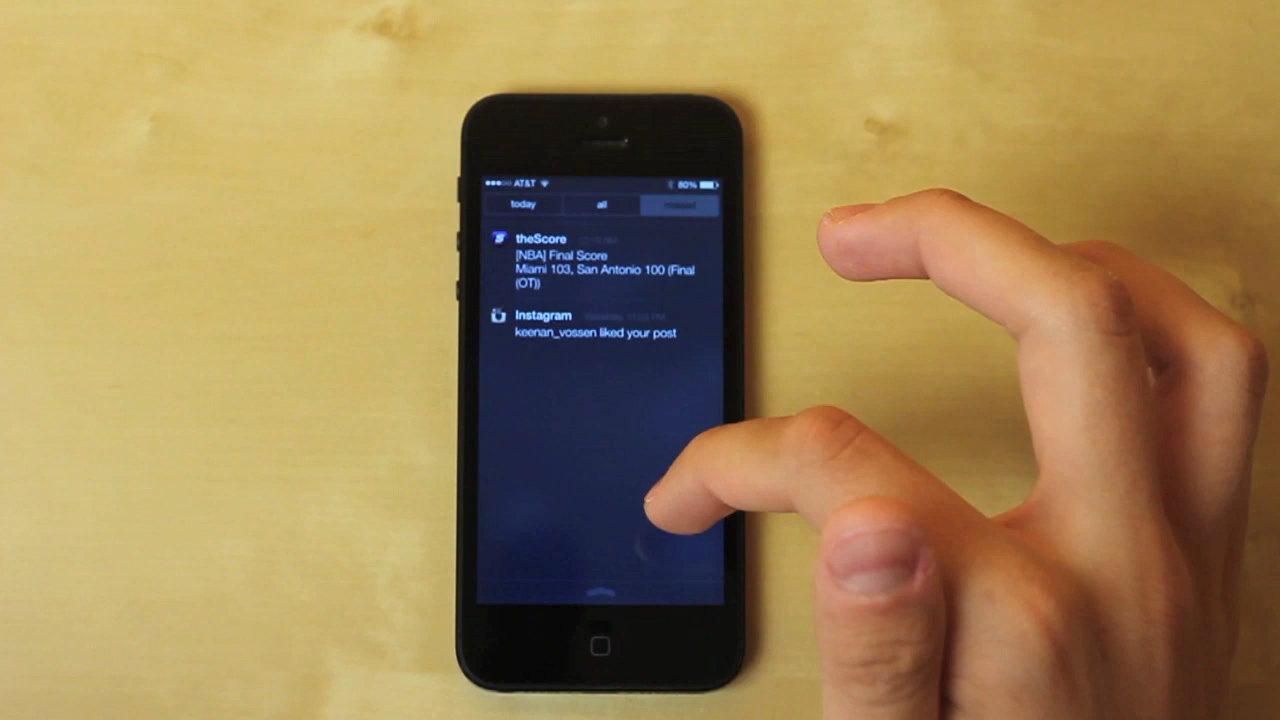 AT&T 80%
today all missed
theScore
[NBA] Final Score
Miami 103, San Antonio 100 (Final
(OT))
Instagram
keenan_vossen liked your post